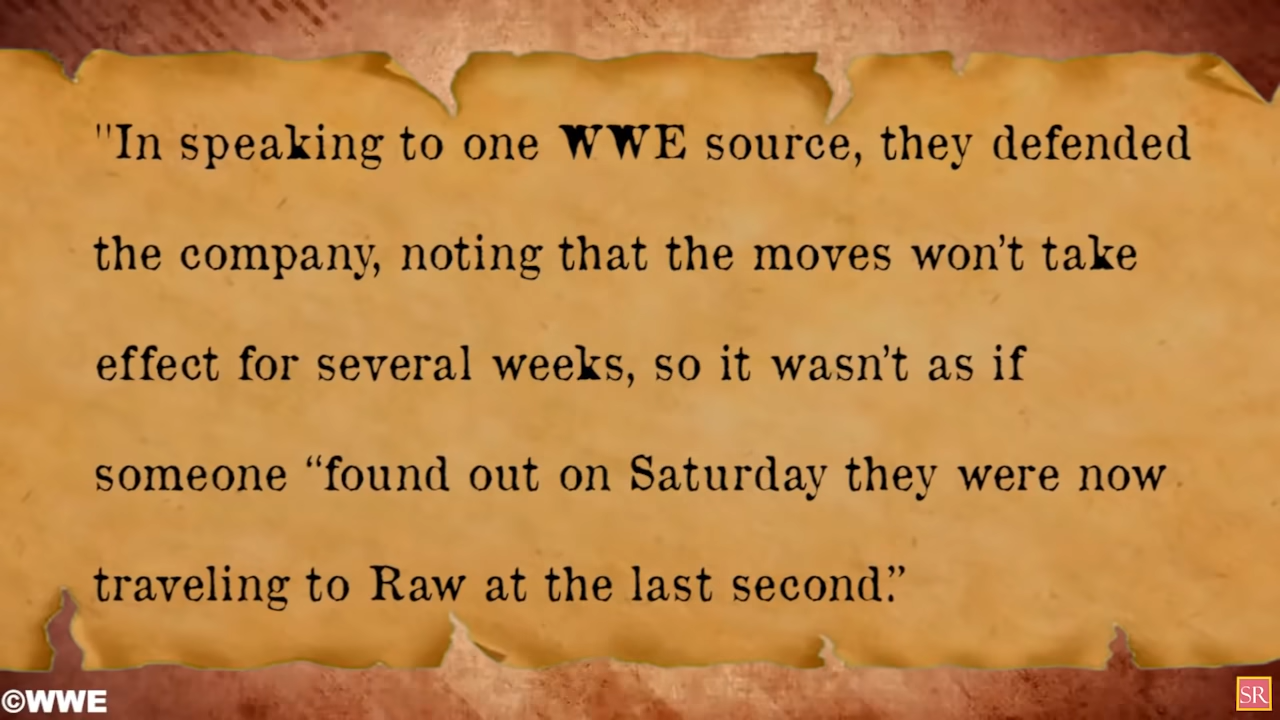 "In speaking to one WWE source, they defended
the company, noting that the moves won’t take
effect for several weeks, so it wasn’t as if
someone “found out on Saturday they were now
traveling to Raw at the last second.”
©WWE
SR